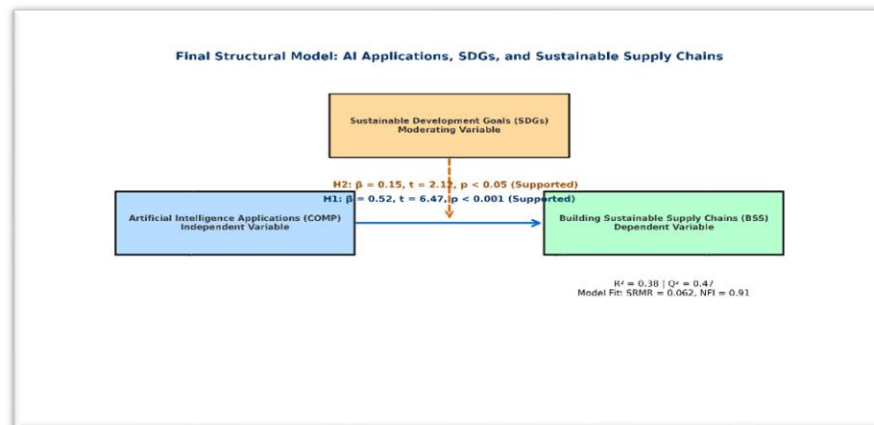 Final Structural Model: AI Applications, SDGs, and Sustainable Supply Chains
Sustainable Development Goals (SDGs)
Moderating Variable
H2: β = 0.15, t = 2.12, p < 0.05 (Supported)
H1: β = 0.52, t = 6.47, p < 0.001 (Supported)
Artificial Intelligence Applications (COMP)
Independent Variable
Building Sustainable Supply Chains (BSS)
Dependent Variable
R² = 0.38 | Q² = 0.47
Model Fit: SRMR = 0.062, NFI = 0.91